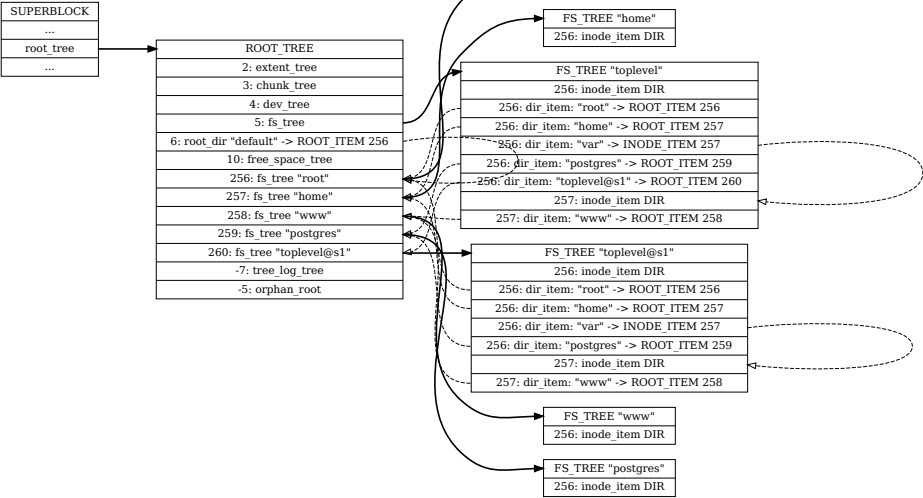 SUPERBLOCK
...
root_tree
...
ROOT_TREE
2: extent_tree
3: chunk_tree
4: dev_tree
5: fs_tree
6: root_dir "default" -> ROOT_ITEM 256
10: free_space_tree
256: fs_tree "root"
257: fs_tree "home"
258: fs_tree "www"
259: fs_tree "postgres"
260: fs_tree "toplevel@s1"
-7: tree_log_tree
-5: orphan_root
FS_TREE "home"
256: inode_item DIR
FS_TREE "toplevel"
256: inode_item DIR
256: dir_item: "root" -> ROOT_ITEM 256
256: dir_item: "home" -> ROOT_ITEM 257
256: dir_item: "var" -> INODE_ITEM 257
256: dir_item: "postgres" -> ROOT_ITEM 259
256: dir_item: "toplevel@s1" -> ROOT_ITEM 260
257: inode_item DIR
257: dir_item: "www" -> ROOT_ITEM 258
FS_TREE "toplevel@s1"
256: inode_item DIR
256: dir_item: "root" -> ROOT_ITEM 256
256: dir_item: "home" -> ROOT_ITEM 257
256: dir_item: "var" -> INODE_ITEM 257
256: dir_item: "postgres" -> ROOT_ITEM 259
257: inode_item DIR
257: dir_item: "www" -> ROOT_ITEM 258
FS_TREE "www"
256: inode_item DIR
FS_TREE "postgres"
256: inode_item DIR